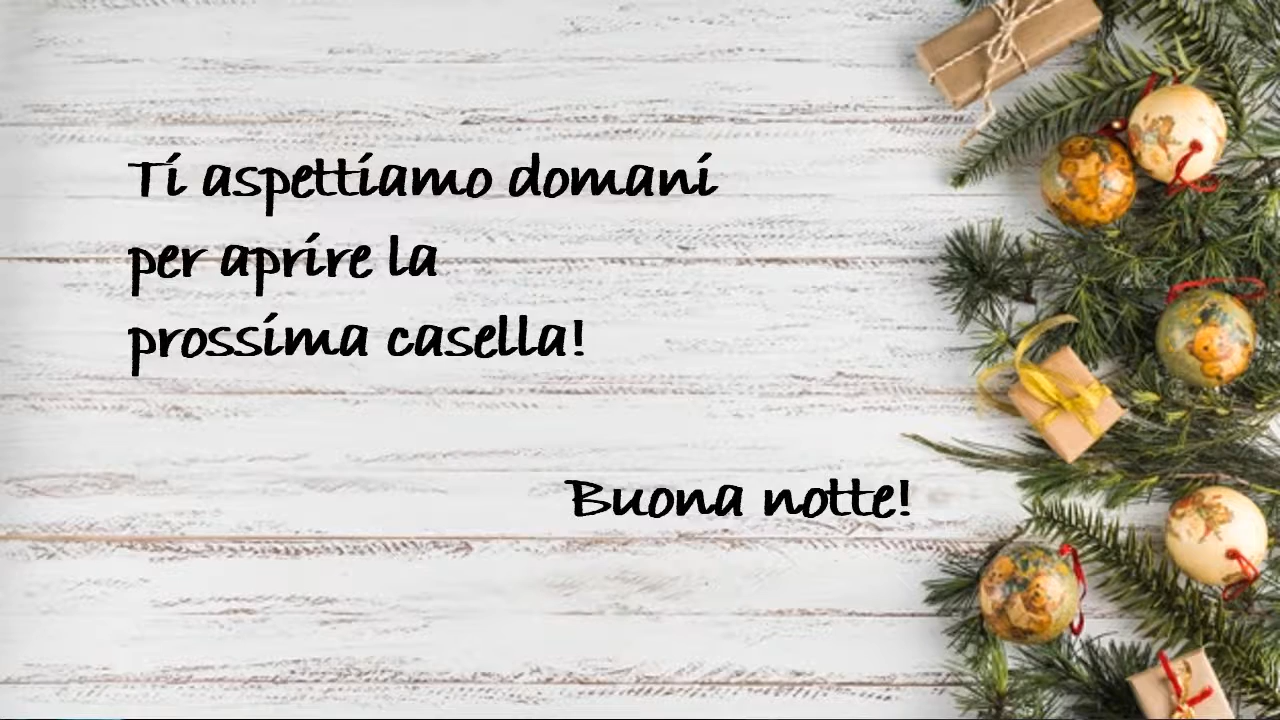 Ti aspettiamo domani
per aprire la
prossima casella!
Buona notte!